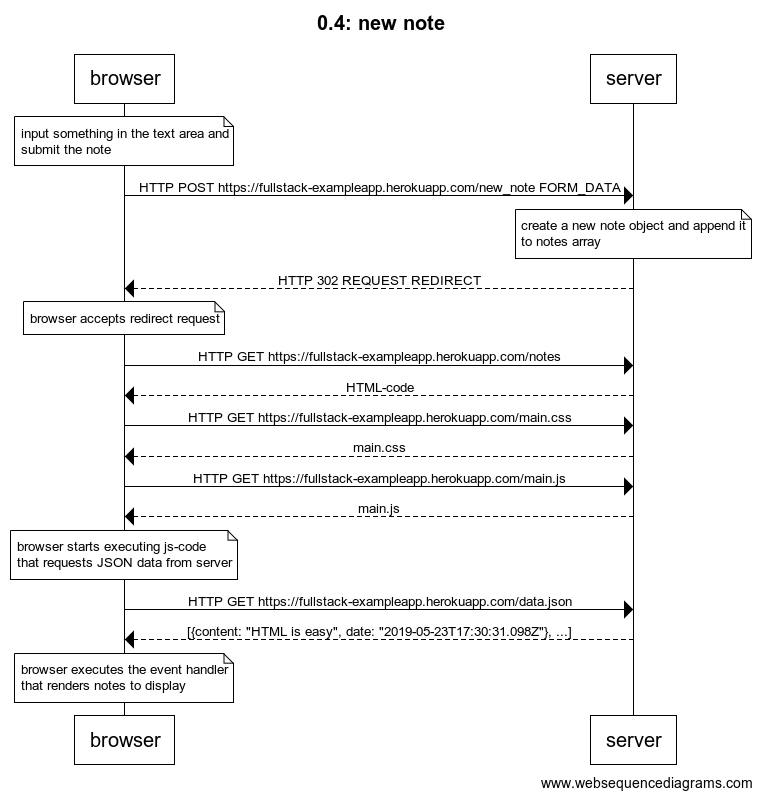 0.4: new note
browser
server
input something in the text area and
submit the note
HTTP POST https://fullstack-exampleapp.herokuapp.com/new_note FORM_DATA
create a new note object and append it
to notes array
HTTP 302 REQUEST REDIRECT
browser accepts redirect request
HTTP GET https://fullstack-exampleapp.herokuapp.com/notes
HTML-code
HTTP GET https://fullstack-exampleapp.herokuapp.com/main.css
main.css
HTTP GET https://fullstack-exampleapp.herokuapp.com/main.js
main.js
browser starts executing js-code
that requests JSON data from server
HTTP GET https://fullstack-exampleapp.herokuapp.com/data.json
[{content: "HTML is easy", date: "2019-05-23T17:30:31.098Z"}, ...]
browser executes the event handler
that renders notes to display
browser
server
www.websequencediagrams.com